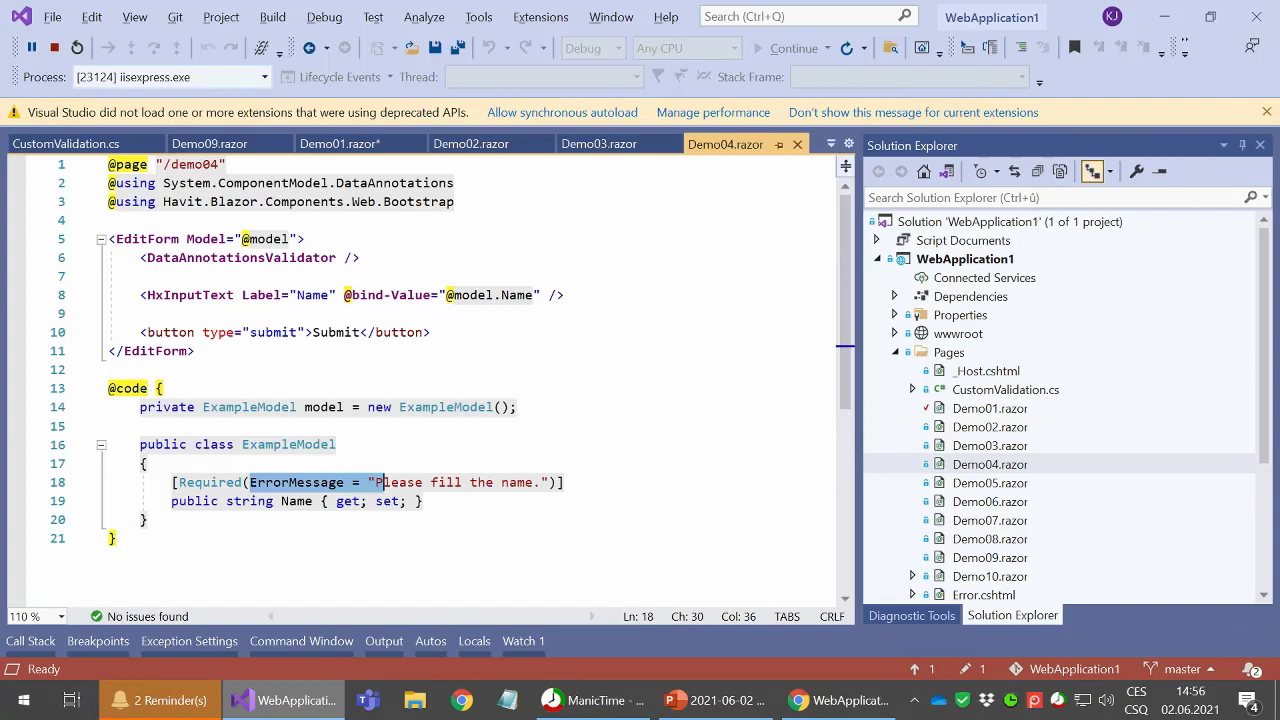 File Edit View Git Project Build Debug Test Analyze Tools Extensions Window Help Search (Ctrl+Q) WebApplication1 KJ
Debug Any CPU Continue
Process: [23124] iisexpress.exe Lifecycle Events Thread: Stack Frame:
Visual Studio did not load one or more extensions that were using deprecated APIs. Allow synchronous autoload Manage performance Don't show this message for current extensions
CustomValidation.cs Demo09.razor Demo01.razor* Demo02.razor Demo03.razor Demo04.razor
1 @page "/demo04"
2 @using System.ComponentModel.DataAnnotations
3 @using Havit.Blazor.Components.Web.Bootstrap
4
5 <EditForm Model="@model">
6 <DataAnnotationsValidator />
7
8 <HxInputText Label="Name" @bind-Value="@model.Name" />
9
10 <button type="submit">Submit</button>
11 </EditForm>
12
13 @code {
14 private ExampleModel model = new ExampleModel();
15
16 public class ExampleModel
17 {
18 [Required(ErrorMessage = "Please fill the name.")]
19 public string Name { get; set; }
20 }
21 }
110 % No issues found Ln: 18 Ch: 30 Col: 36 TABS CRLF
Solution Explorer
Search Solution Explorer (Ctrl+ů)
Solution 'WebApplication1' (1 of 1 project)
Script Documents
WebApplication1
Connected Services
Dependencies
Properties
wwwroot
Pages
_Host.cshtml
CustomValidation.cs
Demo01.razor
Demo02.razor
Demo03.razor
Demo04.razor
Demo05.razor
Demo06.razor
Demo07.razor
Demo08.razor
Demo09.razor
Demo10.razor
Error.cshtml
Diagnostic Tools Solution Explorer
Call Stack Breakpoints Exception Settings Command Window Output Autos Locals Watch 1
Ready 1 1 WebApplication1 master 2
2 Reminder(s) WebApplicati... ManicTime - ... 2021-06-02 ... WebApplicat... CES CSQ 14:56 02.06.2021 4